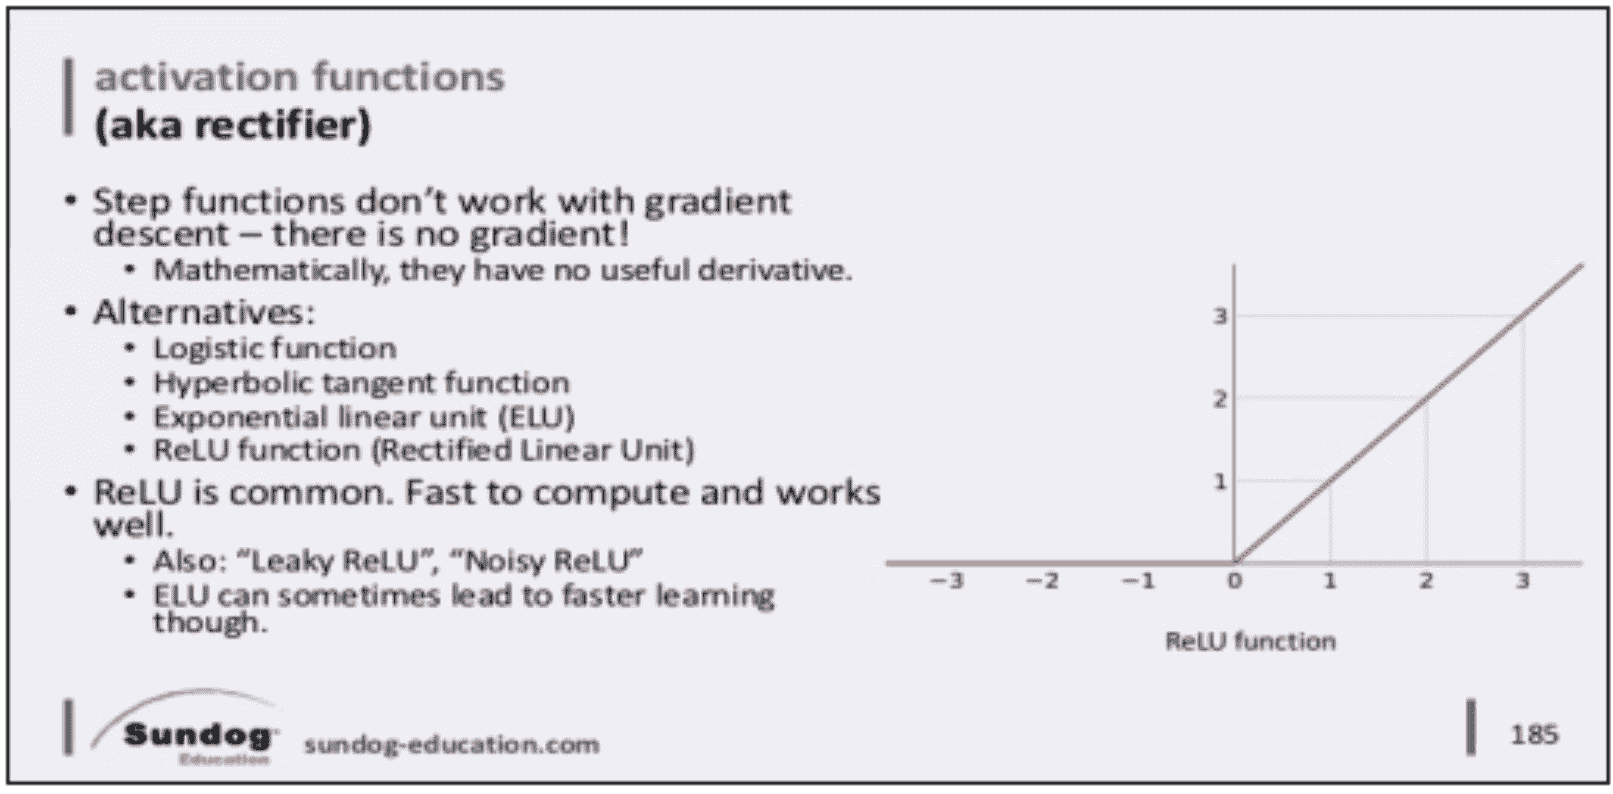 activation functions
(aka rectifier)
• Step functions don’t work with gradient
descent – there is no gradient!
• Mathematically, they have no useful derivative.
• Alternatives:
• Logistic function
• Hyperbolic tangent function
• Exponential linear unit (ELU)
• ReLU function (Rectified Linear Unit)
• ReLU is common. Fast to compute and works
well.
• Also: “Leaky ReLU”, “Noisy ReLU”
• ELU can sometimes lead to faster learning
though.
3
2
1
−3 −2 −1 0 1 2 3
ReLU function
Sundog
Education
sundog-education.com
185